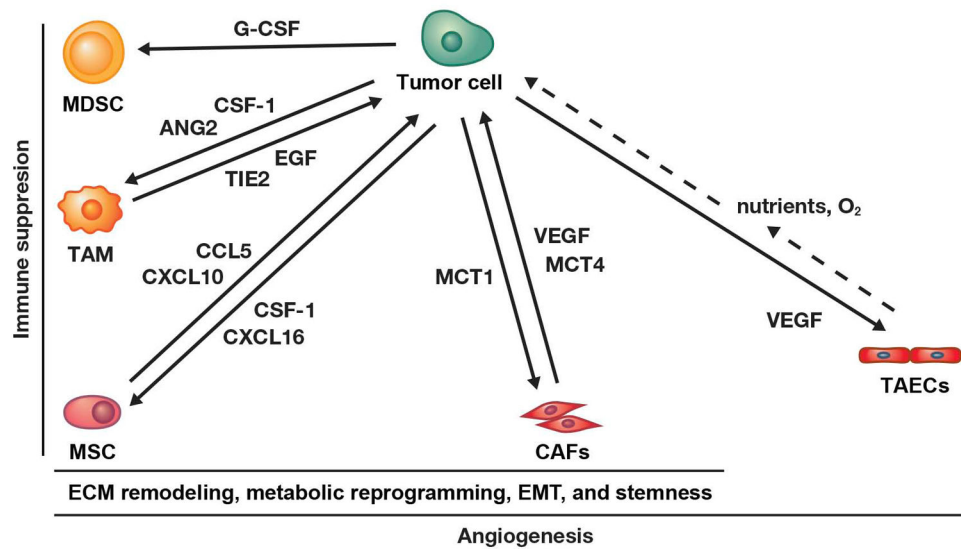 G-CSF
Tumor cell
MDSC
CSF-1
ANG2
EGF
TIE2
TAM
Immune suppresion
nutrients, O₂
CCL5
CXCL10
VEGF
MCT4
MCT1
CSF-1
CXCL16
VEGF
TAECs
MSC
CAFs
ECM remodeling, metabolic reprogramming, EMT, and stemness
Angiogenesis